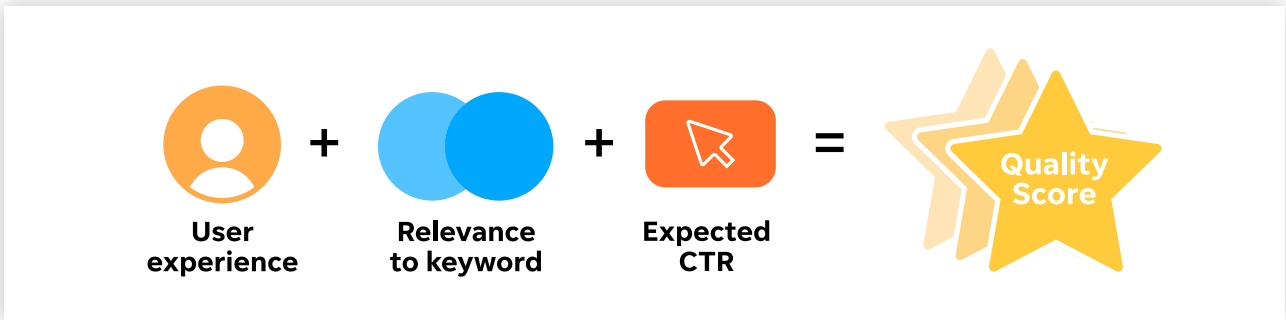 User
experience
+
Relevance
to keyword
+
Expected
CTR
=
Quality
Score